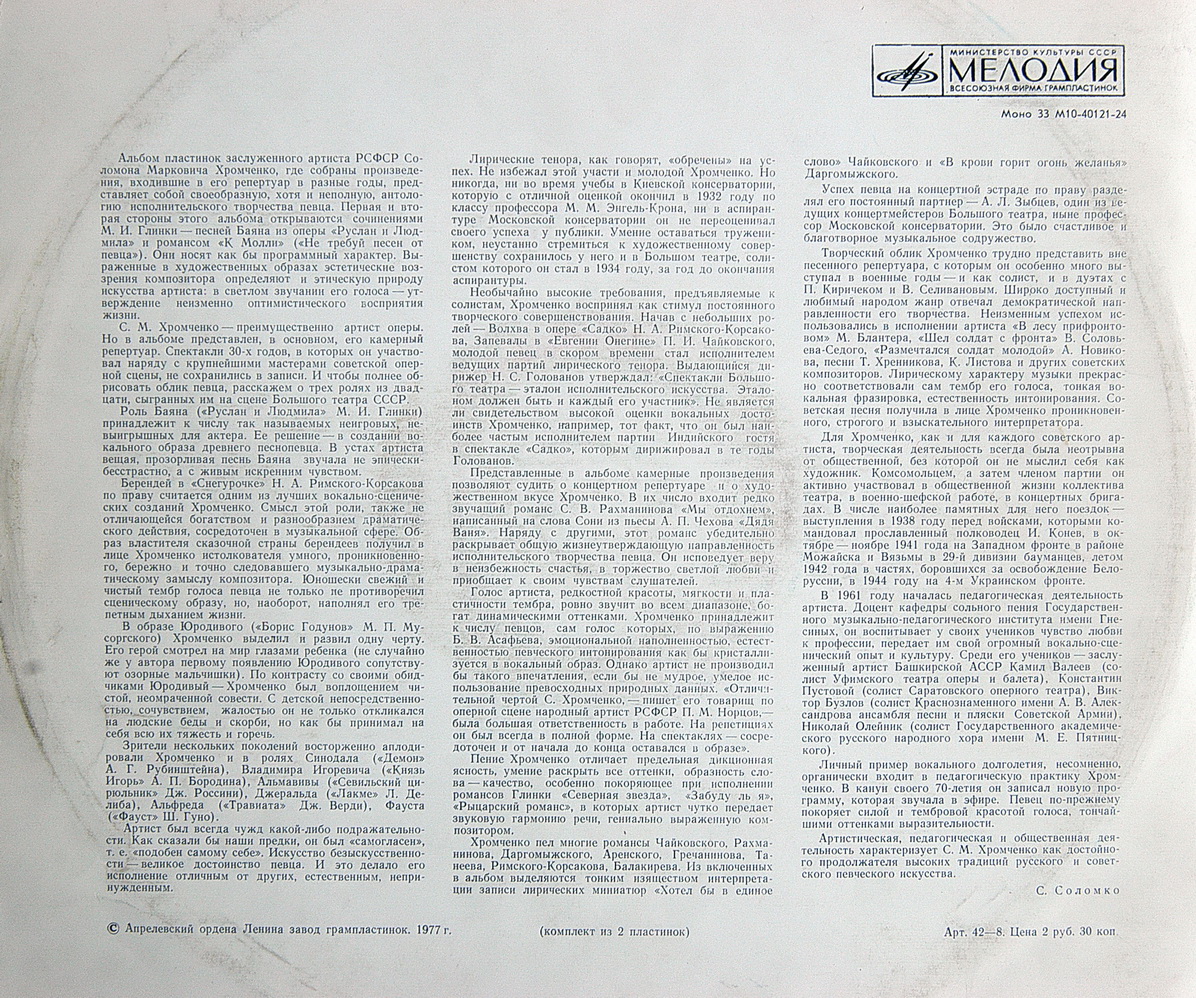 МИНИСТЕРСТВО КУЛЬТУРЫ СССР
МЕЛОДИЯ
ВСЕСОЮЗНАЯ ФИРМА ГРАМПЛАСТИНОК
Моно 33 М10-40121-24
Альбом пластинок заслуженного артиста РСФСР Со-
ломона Марковича Хромченко, где собраны произведе-
ния, входившие в его репертуар в разные годы, пред-
ставляет собой своеобразную, хотя и неполную, антоло-
гию исполнительского творчества певца. Первая и вто-
рая стороны этого альбома открываются сочинениями
М. И. Глинки — песней Баяна из оперы «Руслан и Люд-
мила» и романсом «К Молли» («Не требуй песен от
певца»). Они носят как бы программный характер. Вы-
раженные в художественных образах эстетические воз-
зрения композитора определяют и этическую природу
искусства артиста: в светлом звучании его голоса — ут-
верждение неизменно оптимистического восприятия
жизни.
С. М. Хромченко — преимущественно артист оперы.
Но в альбоме представлен, в основном, его камерный
репертуар. Спектакли 30-х годов, в которых он участво-
вал наряду с крупнейшими мастерами советской опер-
ной сцены, не сохранились в записи. И чтобы полнее об-
рисовать облик певца, расскажем о трех ролях из двад-
цати, сыгранных им на сцене Большого театра СССР.
Роль Баяна («Руслан и Людмила» М. И. Глинки)
принадлежит к числу так называемых неигровых, не-
выигрышных для актера. Ее решение — в создании во-
кального образа древнего песнопевца. В устах артиста
вещая, прозорливая песнь Баяна звучала не эпически-
бесстрастно, а с живым искренним чувством.
Берендей в «Снегурочке» Н. А. Римского-Корсакова
по праву считается одним из лучших вокально-сцениче-
ских созданий Хромченко. Смысл этой роли, также не
отличающейся богатством и разнообразием драматиче-
ского действия, сосредоточен в музыкальной сфере. Об-
раз властителя сказочной страны берендеев получил в
лице Хромченко истолкователя умного, проникновенно-
го, бережно и точно следовавшего музыкально-драма-
тическому замыслу композитора. Юношески свежий и
чистый тембр голоса певца не только не противоречил
сценическому образу, но, наоборот, наполнял его тре-
петным дыханием жизни.
В образе Юродивого («Борис Годунов» М. П. Му-
соргского) Хромченко выделил и развил одну черту.
Его герой смотрел на мир глазами ребенка (не случайно
же у автора первому появлению Юродивого сопутству-
ют озорные мальчишки). По контрасту со своими обид-
чиками Юродивый — Хромченко был воплощением чи-
стой, неомраченной совести. С детской непосредственно-
стью, сочувствием, жалостью он не только откликался
на людские беды и скорби, но как бы принимал на
себя всю их тяжесть и горечь.
Зрители нескольких поколений восторженно аплоди-
ровали Хромченко и в ролях Синодала («Демон»
А. Г. Рубинштейна), Владимира Игоревича («Князь
Игорь» А. П. Бородина), Альмавивы («Севильский ци-
рюльник» Дж. Россини), Джеральда («Лакме» Л. Де-
либа), Альфреда («Травиата» Дж. Верди), Фауста
(«Фауст» Ш. Гуно).
Артист был всегда чужд какой-либо подражательно-
сти. Как сказали бы наши предки, он был «самогласен»,
т. е. «подобен самому себе». Искусство безыскусственно-
сти — великое достоинство певца. И это делало его
исполнение отличным от других, естественным, непри-
нужденным.
Лирические тенора, как говорят, «обречены» на ус-
пех. Не избежал этой участи и молодой Хромченко. Но
никогда, ни во время учебы в Киевской консерватории,
которую с отличной оценкой окончил в 1932 году по
классу профессора М. М. Энгель-Крона, ни в аспиран-
туре Московской консерватории он не переоценивал
своего успеха у публики. Умение оставаться тружени-
ком, неустанно стремиться к художественному совер-
шенству сохранилось у него и в Большом театре, соли-
стом которого он стал в 1934 году, за год до окончания
аспирантуры.
Необычайно высокие требования, предъявляемые к
солистам, Хромченко воспринял как стимул постоянного
творческого совершенствования. Начав с небольших ро-
лей — Волхва в опере «Садко» Н. А. Римского-Корсако-
ва, Запевалы в «Евгении Онегине» П. И. Чайковского,
молодой певец в скором времени стал исполнителем
ведущих партий лирического тенора. Выдающийся ди-
рижер Н. С. Голованов утверждал: «Спектакли Большо-
го театра — эталон исполнительского искусства. Этало-
ном должен быть и каждый его участник». Не является
ли свидетельством высокой оценки вокальных досто-
инств Хромченко, например, тот факт, что он был наи-
более частым исполнителем партии Индийского гостя
в спектакле «Садко», которым дирижировал в те годы
Голованов.
Представленные в альбоме камерные произведения
позволяют судить о концертном репертуаре и о худо-
жественном вкусе Хромченко. В их число входит редко
звучащий романс С. В. Рахманинова «Мы отдохнем»,
написанный на слова Сони из пьесы А. П. Чехова «Дядя
Ваня». Наряду с другими, этот романс убедительно
раскрывает общую жизнеутверждающую направленность
исполнительского творчества певца. Он исповедует веру
в неизбежность счастья, в торжество светлой любви и
приобщает к своим чувствам слушателей.
Голос артиста, редкостной красоты, мягкости и пла-
стичности тембра, ровно звучит во всем диапазоне, бо-
гат динамическими оттенками. Хромченко принадлежит
к числу певцов, сам голос которых, по выражению
Б. В. Асафьева, эмоциональной наполненностью, естест-
венностью певческого интонирования как бы кристалли-
зуется в вокальный образ. Однако артист не производил
бы такого впечатления, если бы не мудрое, умелое ис-
пользование превосходных природных данных. «Отличи-
тельной чертой С. Хромченко, — пишет его товарищ по
оперной сцене народный артист РСФСР П. М. Норцов,—
была большая ответственность в работе. На репетициях
он был всегда в полной форме. На спектаклях — сосре-
доточен и от начала до конца оставался в образе».
Пение Хромченко отличает предельная дикционная
ясность, умение раскрыть все оттенки, образность сло-
ва — качество, особенно покоряющее при исполнении
романсов Глинки «Северная звезда», «Забуду ль я»,
«Рыцарский романс», в которых артист чутко передает
звуковую гармонию речи, гениально выраженную ком-
позитором.
Хромченко пел многие романсы Чайковского, Рахма-
нинова, Даргомыжского, Аренского, Гречанинова, Та-
неева, Римского-Корсакова, Балакирева. Из включенных
в альбом выделяются тонким изяществом интерпрета-
ции записи лирических миниатюр «Хотел бы в единое
слово» Чайковского и «В крови горит огонь желанья»
Даргомыжского.
Успех певца на концертной эстраде по праву разде-
лял его постоянный партнер — А. Л. Зыбцев, один из ве-
дущих концертмейстеров Большого театра, ныне профес-
сор Московской консерватории. Это было счастливое и
благотворное музыкальное содружество.
Творческий облик Хромченко трудно представить вне
песенного репертуара, с которым он особенно много вы-
ступал в военные годы — и как солист, и в дуэтах с
П. Киричеком и В. Селивановым. Широко доступный и
любимый народом жанр отвечал демократической нап-
равленности его творчества. Неизменным успехом ис-
пользовались в исполнении артиста «В лесу прифронто-
вом» М. Блантера, «Шел солдат с фронта» В. Соловь-
ева-Седого, «Размечтался солдат молодой» А. Новико-
ва, песни Т. Хренникова, К. Листова и других советских
композиторов. Лирическому характеру музыки прекрас-
но соответствовали сам тембр его голоса, тонкая во-
кальная фразировка, естественность интонирования. Со-
ветская песня получила в лице Хромченко проникновен-
ного, строгого и взыскательного интерпретатора.
Для Хромченко, как и для каждого советского ар-
тиста, творческая деятельность всегда была неотрывна
от общественной, без которой он не мыслил себя как
художник. Комсомольцем, а затем членом партии он
активно участвовал в общественной жизни коллектива
театра, в военно-шефской работе, в концертных брига-
дах. В числе наиболее памятных для него поездок —
выступления в 1938 году перед войсками, которыми ко-
мандовал прославленный полководец И. Конев, в ок-
тябре — ноябре 1941 года на Западном фронте в районе
Можайска и Вязьмы в 29-й дивизии бауманцев, летом
1942 года в частях, боровшихся за освобождение Бело-
руссии, в 1944 году на 4-м Украинском фронте.
В 1961 году началась педагогическая деятельность
артиста. Доцент кафедры сольного пения Государствен-
ного музыкально-педагогического института имени Гне-
синых, он воспитывает у своих учеников чувство любви
к профессии, передает им свой огромный вокально-сце-
нический опыт и культуру. Среди его учеников — заслу-
женный артист Башкирской АССР Камил Валеев (со-
лист Уфимского театра оперы и балета), Константин
Пустовой (солист Саратовского оперного театра), Вик-
тор Бузлов (солист Краснознаменного имени А. В. Алек-
сандрова ансамбля песни и пляски Советской Армии),
Николай Олейник (солист Государственного академиче-
ского русского народного хора имени М. Е. Пятниц-
кого).
Личный пример вокального долголетия, несомненно,
органически входит в педагогическую практику Хром-
ченко. В канун своего 70-летия он записал новую про-
грамму, которая звучала в эфире. Певец по-прежнему
покоряет силой и тембровой красотой голоса, тончай-
шими оттенками выразительности.
Артистическая, педагогическая и общественная дея-
тельность характеризует С. М. Хромченко как достойно-
го продолжателя высоких традиций русского и совет-
ского певческого искусства.
С. Соломко
© Апрелевский ордена Ленина завод грампластинок. 1977 г.
(комплект из 2 пластинок)
Арт. 42—8. Цена 2 руб. 30 коп.